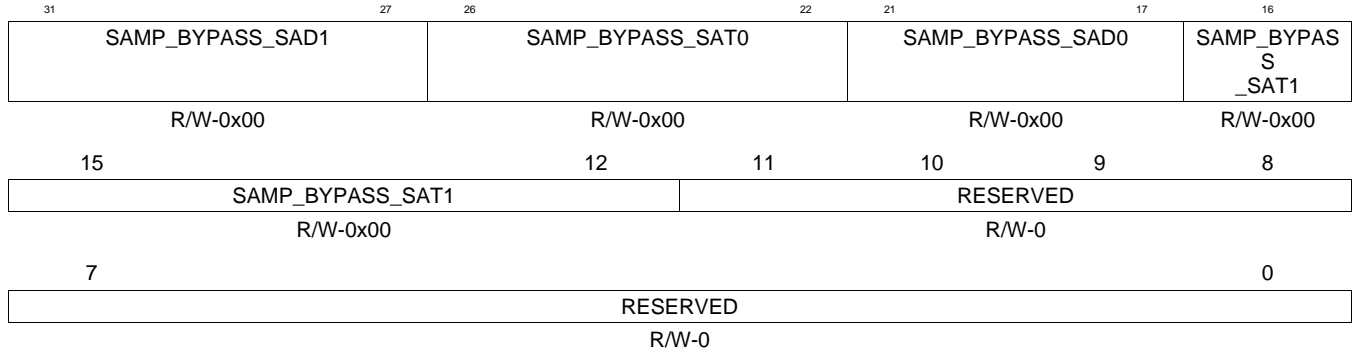 31 27 26 22 21 17 16
SAMP_BYPASS_SAD1 SAMP_BYPASS_SAT0 SAMP_BYPASS_SAD0 SAMP_BYPAS
S
_SAT1
R/W-0x00 R/W-0x00 R/W-0x00 R/W-0x00
15 12 11 10 9 8
SAMP_BYPASS_SAT1 RESERVED
R/W-0x00 R/W-0
7 0
RESERVED
R/W-0